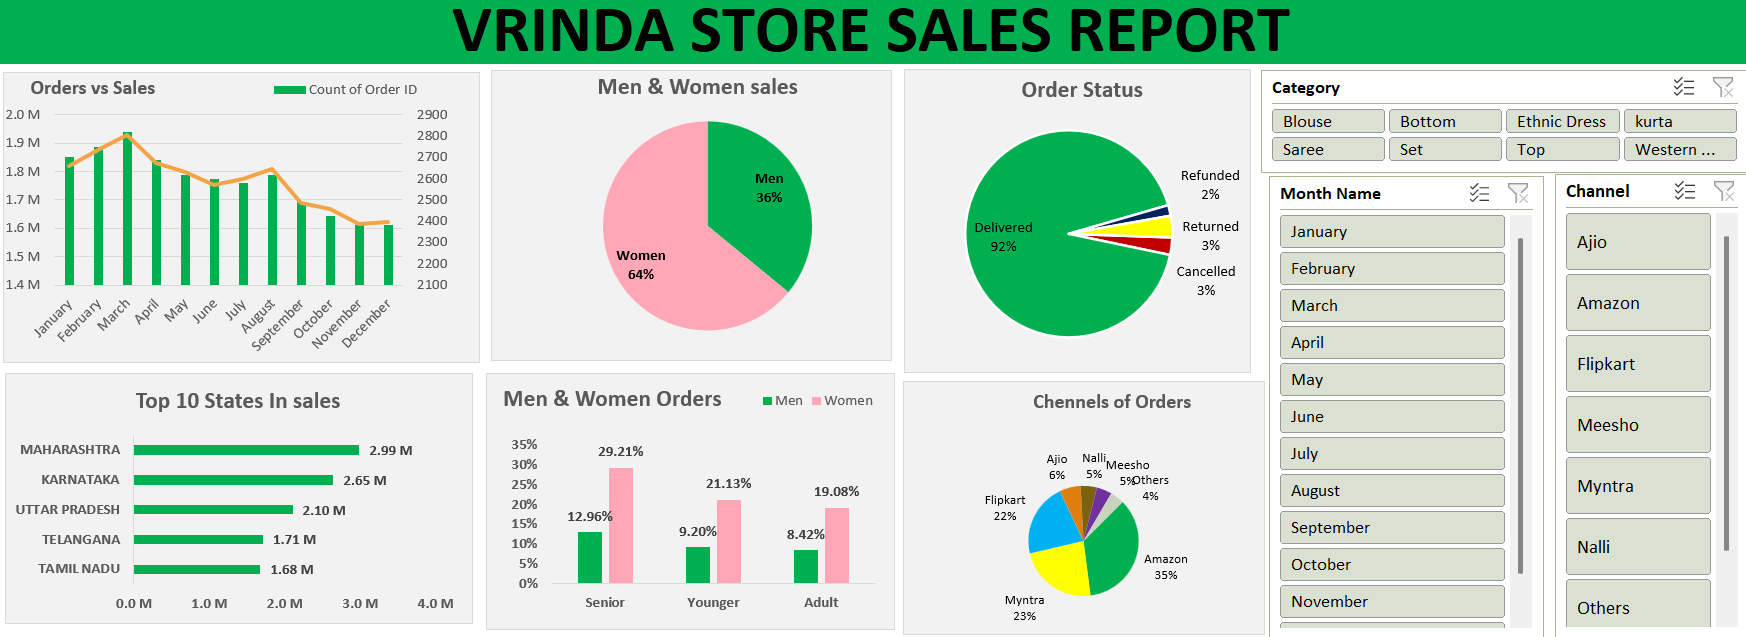 VRINDA STORE SALES REPORT
Orders vs Sales
Count of Order ID
2.0 M
1.9 M
1.8 M
1.7 M
1.6 M
1.5 M
1.4 M
2900
2800
2700
2600
2500
2400
2300
2200
2100
January
February
March
April
May
June
July
August
September
October
November
December
Men & Women sales
Men
36%
Women
64%
Order Status
Delivered
92%
Refunded
2%
Returned
3%
Cancelled
3%
Category
Blouse
Bottom
Ethnic Dress
kurta
Saree
Set
Top
Western ...
Month Name
January
February
March
April
May
June
July
August
September
October
November
Channel
Ajio
Amazon
Flipkart
Meesho
Myntra
Nalli
Others
Top 10 States In sales
MAHARASHTRA
2.99 M
KARNATAKA
2.65 M
UTTAR PRADESH
2.10 M
TELANGANA
1.71 M
TAMIL NADU
1.68 M
0.0 M
1.0 M
2.0 M
3.0 M
4.0 M
Men & Women Orders
Men
Women
35%
30%
25%
20%
15%
10%
5%
0%
12.96%
29.21%
9.20%
21.13%
8.42%
19.08%
Senior
Younger
Adult
Chennels of Orders
Ajio
6%
Nalli
5%
Meesho
5%
Others
4%
Flipkart
22%
Amazon
35%
Myntra
23%